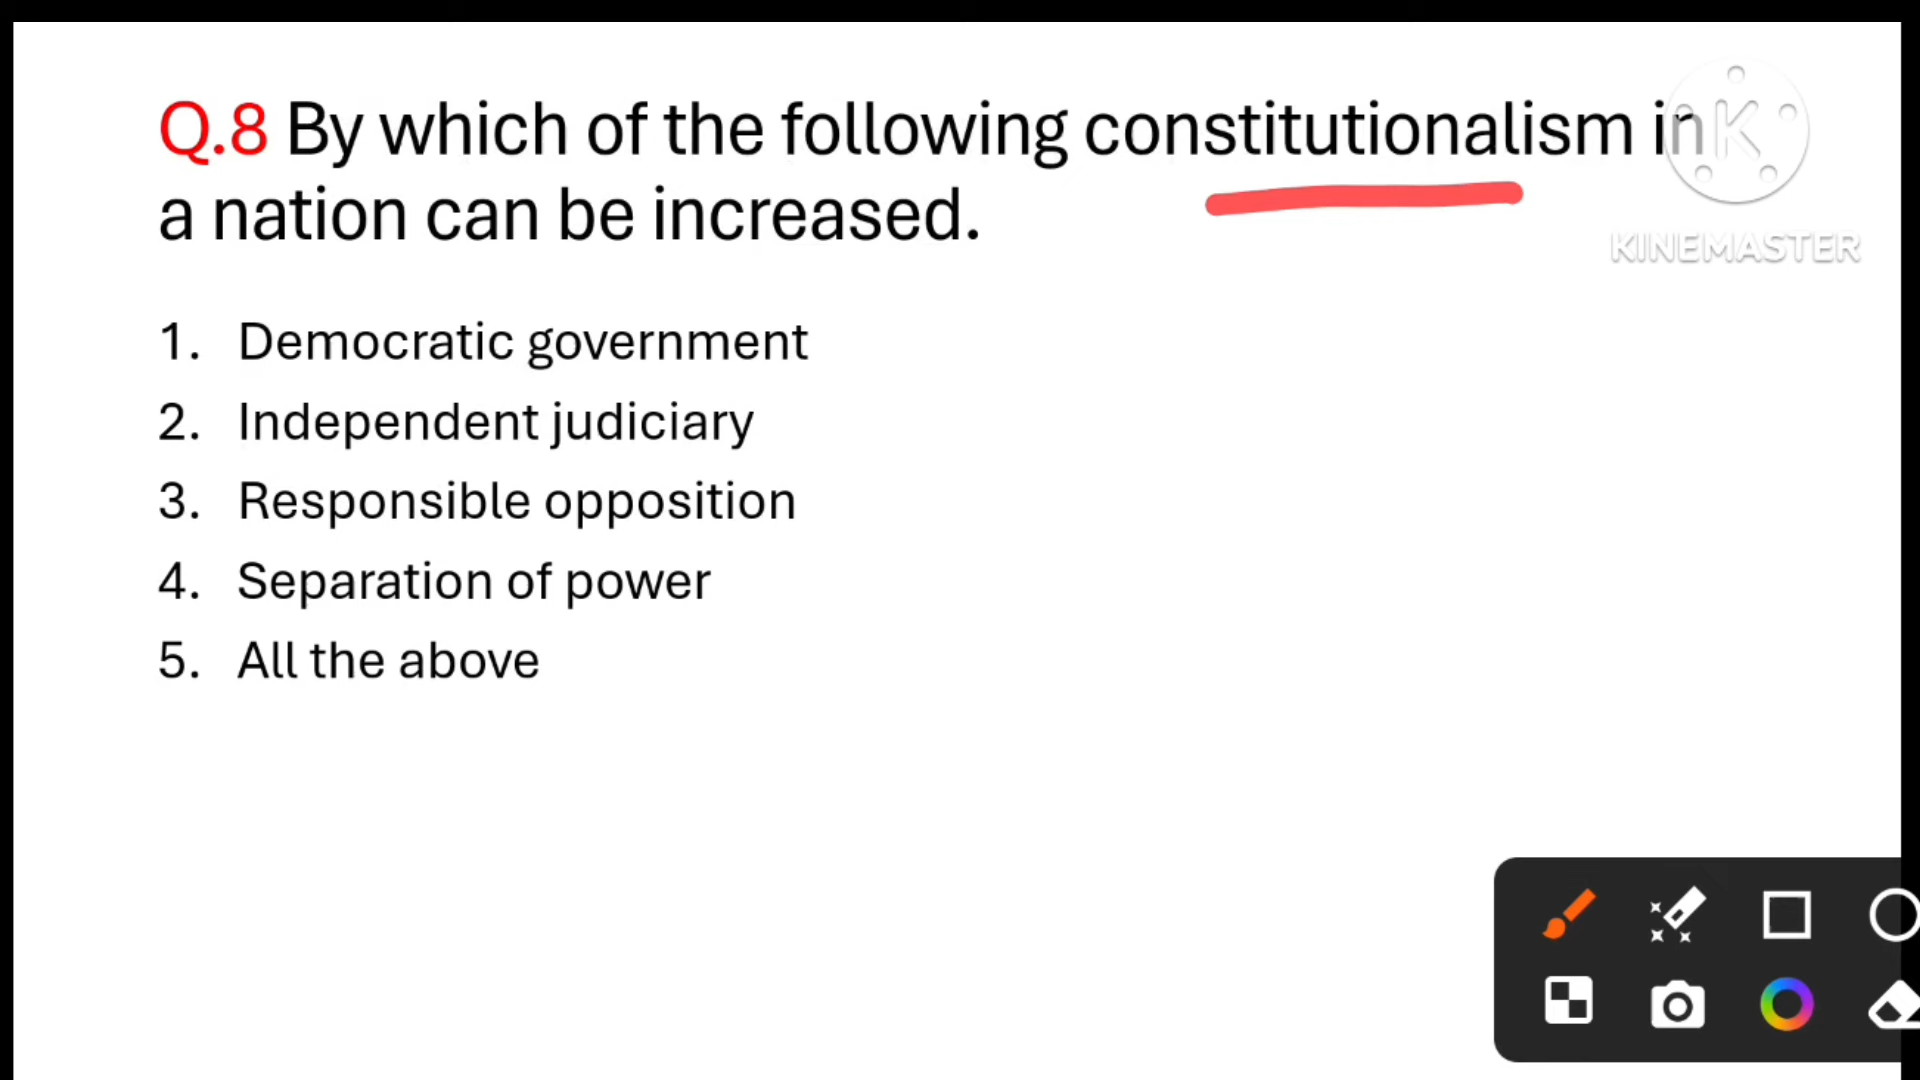 Q.8 By which of the following constitutionalism in
a nation can be increased.
K
KINEMASTER
1. Democratic government
2. Independent judiciary
3. Responsible opposition
4. Separation of power
5. All the above